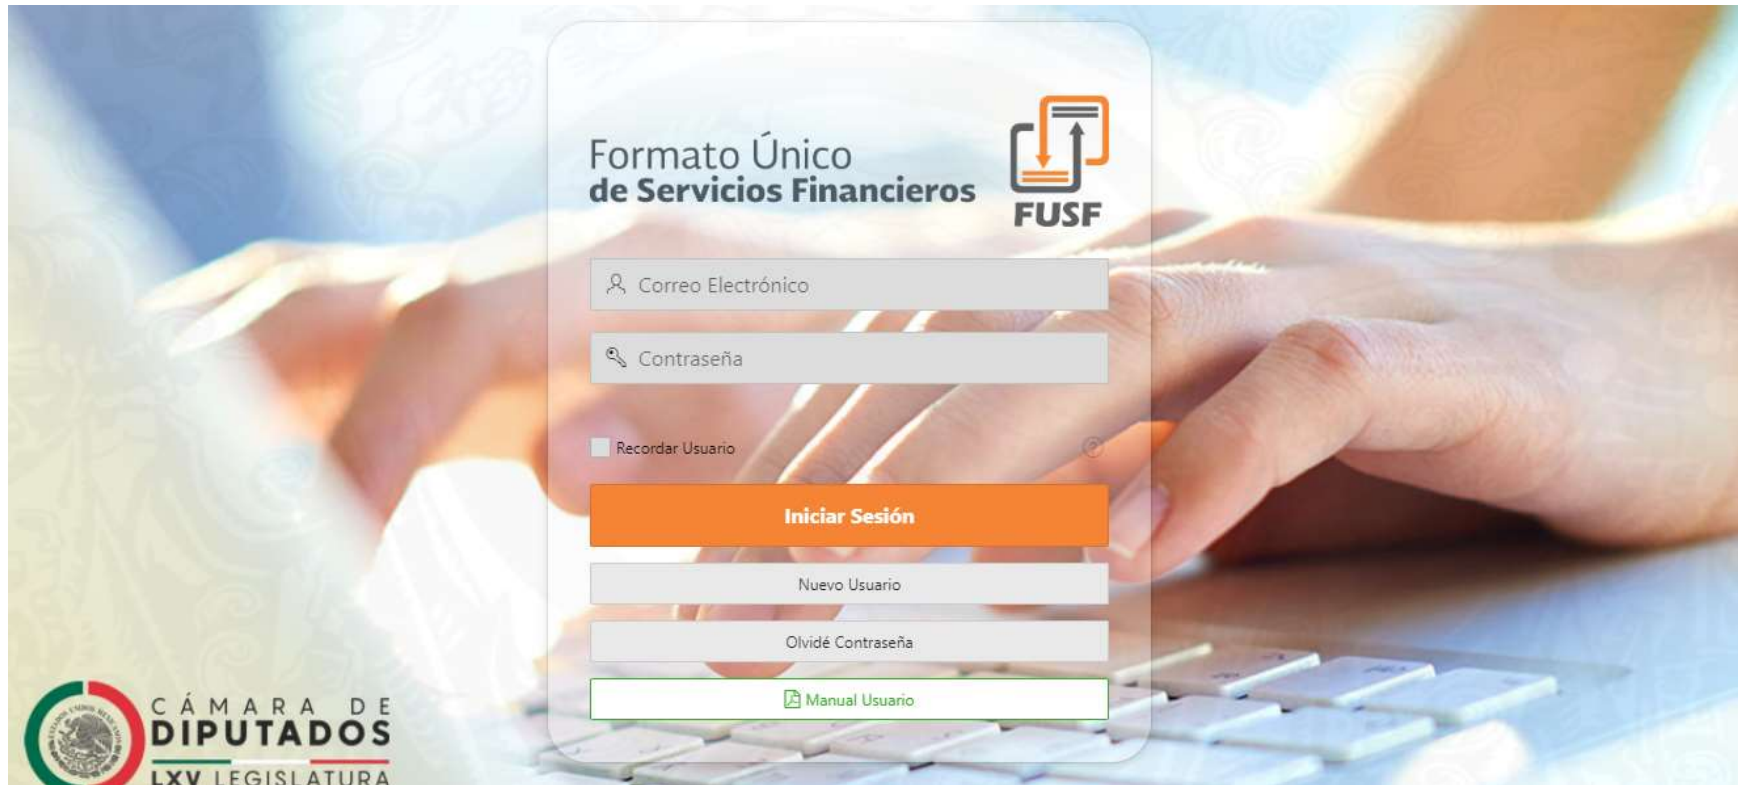 Formato Único
de Servicios Financieros
FUSF
Correo Electrónico
Contraseña
Recordar Usuario
?
Iniciar Sesión
Nuevo Usuario
Olvidé Contraseña
Manual Usuario
CÁMARA DE
DIPUTADOS
LXV LEGISLATURA